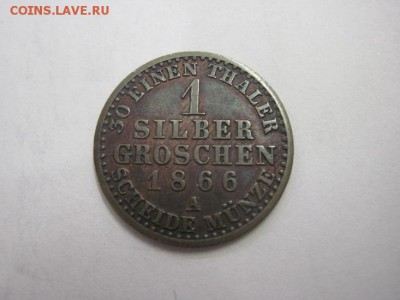 COINS.LAVE.RU
30 EINEN THALER
1
SILBER
GROSCHEN
1866
A
SCHEIDE MÜNZE